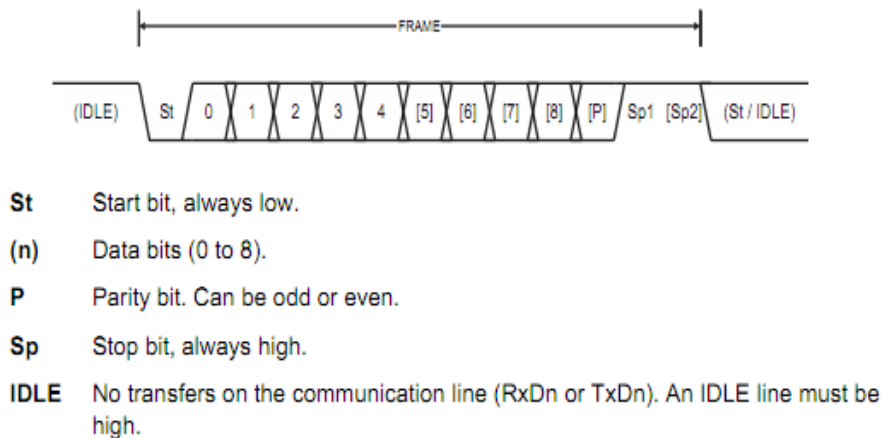 FRAME
(IDLE) St 0 1 2 3 4 [5] [6] [7] [8] [P] Sp1 [Sp2] (St / IDLE)
St Start bit, always low.
(n) Data bits (0 to 8).
P Parity bit. Can be odd or even.
Sp Stop bit, always high.
IDLE No transfers on the communication line (RxDn or TxDn). An IDLE line must be
high.